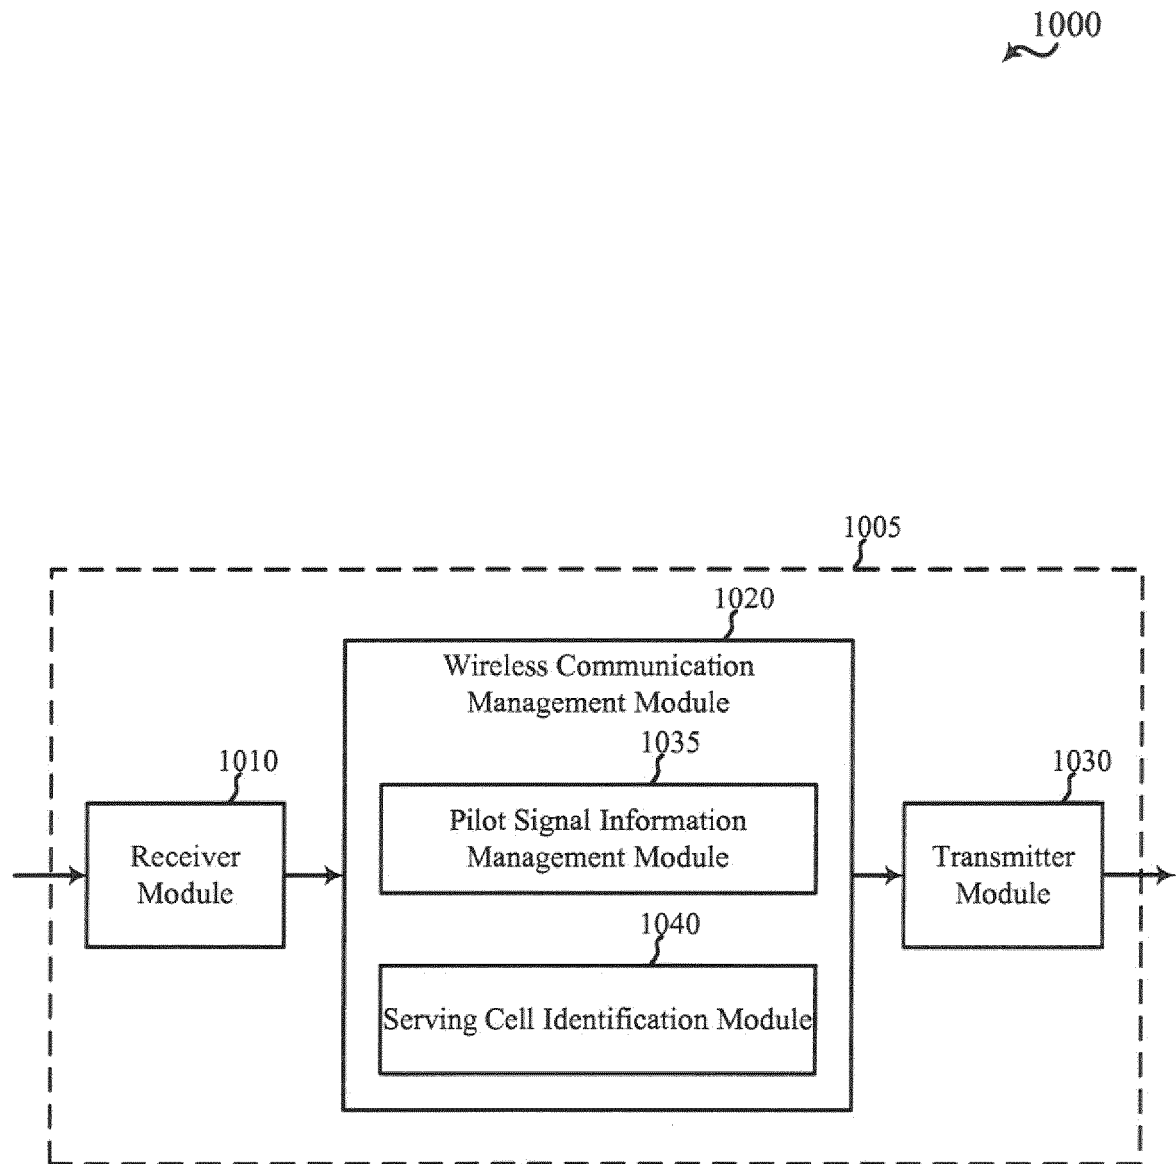 1000
1005
1020
Wireless Communication
Management Module
1035
Pilot Signal Information
Management Module
1040
Serving Cell Identification Module
1010
Receiver
Module
1030
Transmitter
Module